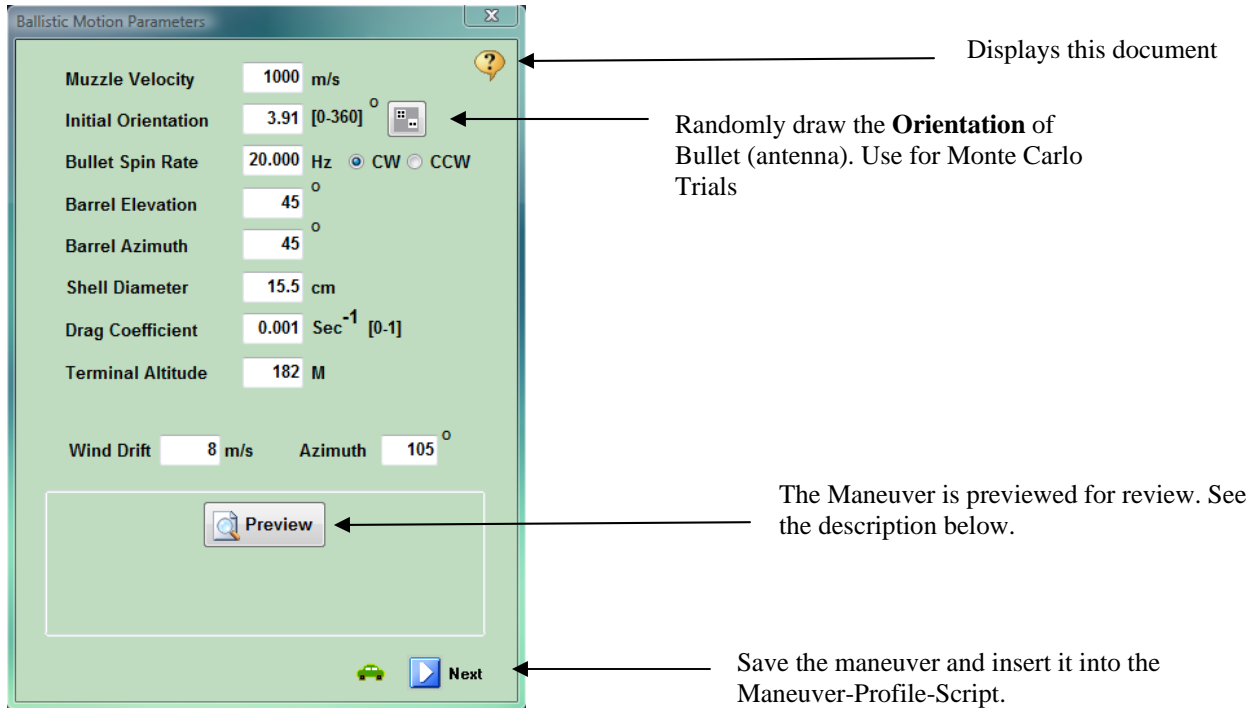 Ballistic Motion Parameters
x
?
Displays this document
Muzzle Velocity 1000 m/s
Initial Orientation 3.91 [0-360] o
Randomly draw the Orientation of
Bullet (antenna). Use for Monte Carlo
Trials
Bullet Spin Rate 20.000 Hz CW CCW
Barrel Elevation 45 o
Barrel Azimuth 45 o
Shell Diameter 15.5 cm
Drag Coefficient 0.001 Sec-1 [0-1]
Terminal Altitude 182 M
Wind Drift 8 m/s Azimuth 105 o
Preview
The Maneuver is previewed for review. See
the description below.
Next
Save the maneuver and insert it into the
Maneuver-Profile-Script.